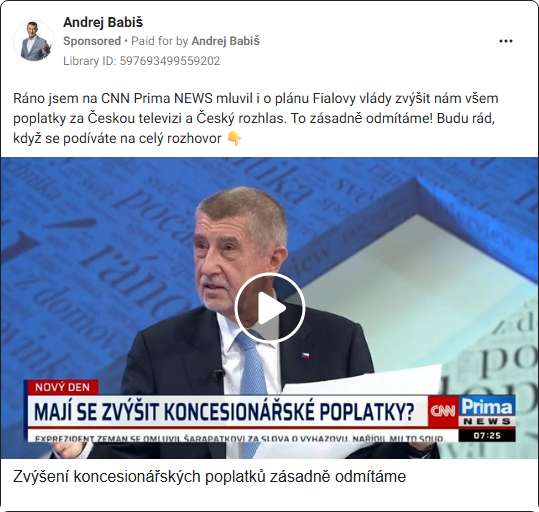 Andrej Babiš
Sponsored • Paid for by Andrej Babiš
Library ID: 597693499559202
Ráno jsem na CNN Prima NEWS mluvil i o plánu Fialovy vlády zvýšit nám všem
poplatky za Českou televizi a Český rozhlas. To zásadně odmítáme! Budu rád,
když se podíváte na celý rozhovor 👇
NOVÝ DEN
MAJÍ SE ZVÝŠIT KONCESIONÁŘSKÉ POPLATKY?
CNN Prima
NEWS
EXPREZIDENT ZEMAN SE OMLUVIL ŠARAPATKOVI ZA SLOVA O VYHAZOVU. NAŘÍDIL MU TO SOUD
07:25
Zvýšení koncesionářských poplatků zásadně odmítáme